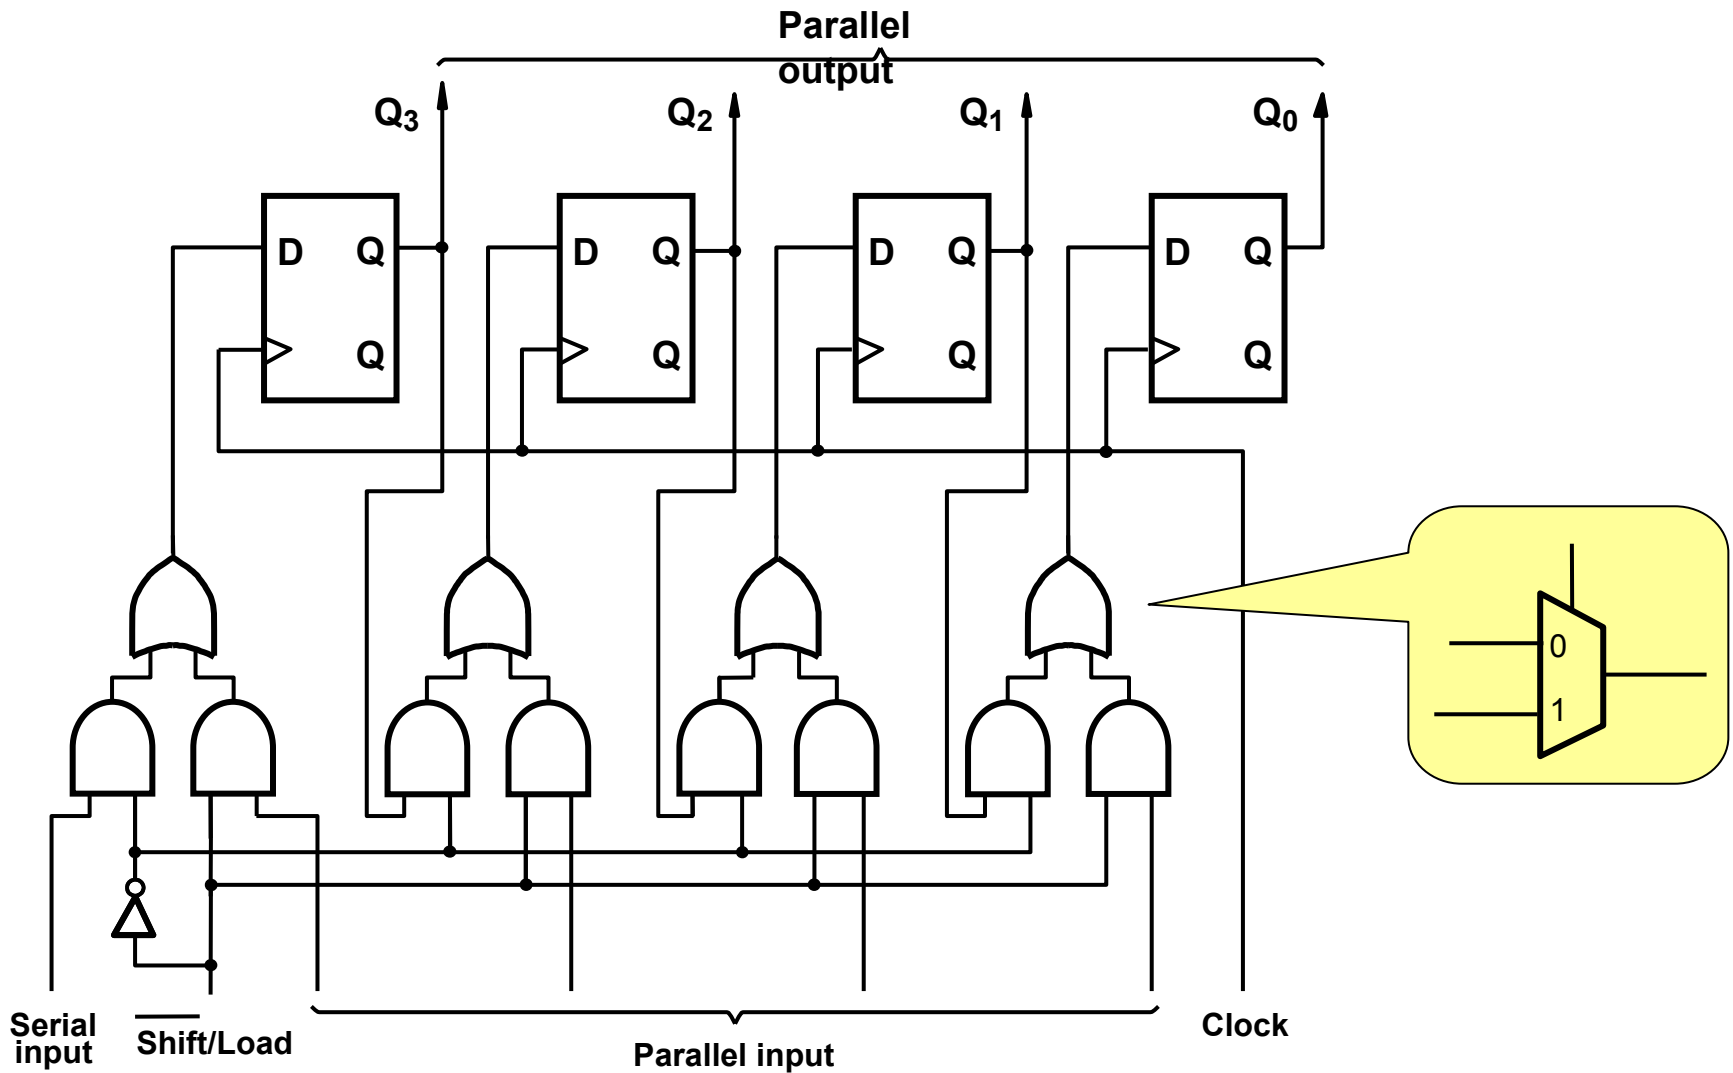 Parallel
output
Q3 Q2 Q1 Q0
D Q D Q D Q D Q
Q Q Q Q
0
1
Serial
input
Shift/Load
Parallel input
Clock